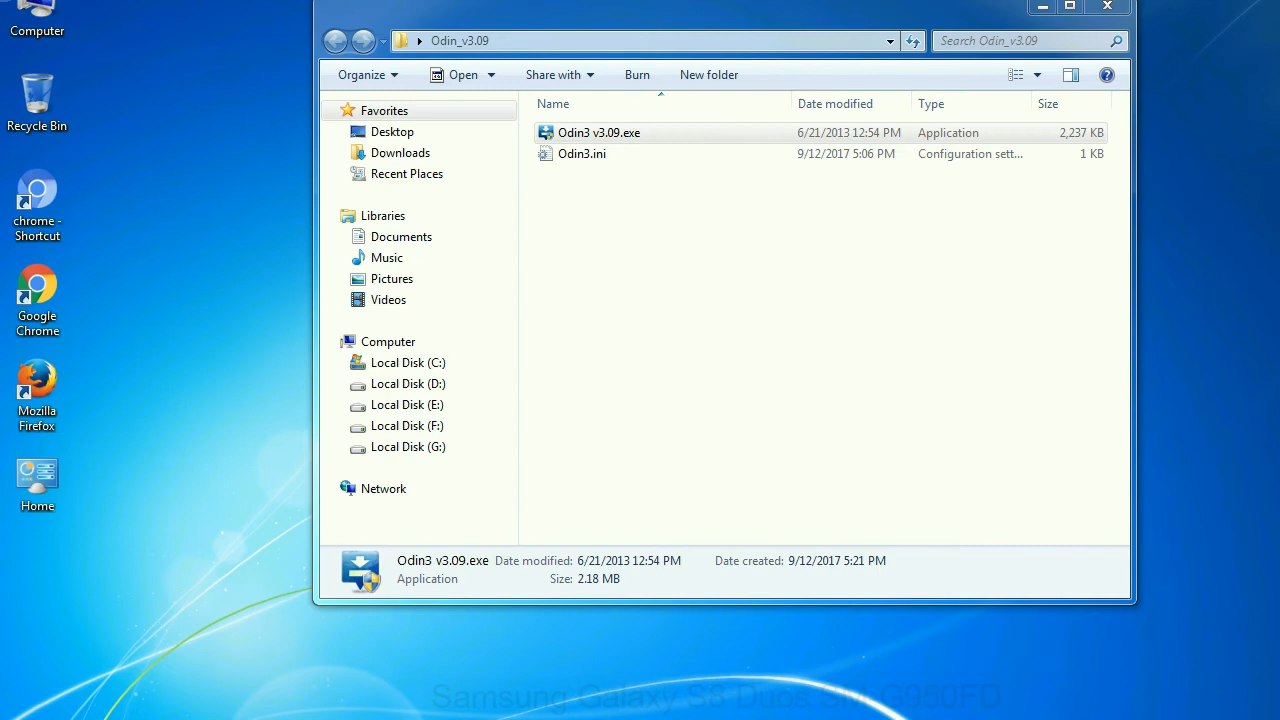 Computer
Recycle Bin
chrome -
Shortcut
Google
Chrome
Mozilla
Firefox
Home
Odin_v3.09
Search Odin_v3.09
Organize
Open
Share with
Burn
New folder
Favorites
Desktop
Downloads
Recent Places
Libraries
Documents
Music
Pictures
Videos
Computer
Local Disk (C:)
Local Disk (D:)
Local Disk (E:)
Local Disk (F:)
Local Disk (G:)
Network
Name Date modified Type Size
Odin3 v3.09.exe 6/21/2013 12:54 PM Application 2,237 KB
Odin3.ini 9/12/2017 5:06 PM Configuration sett... 1 KB
Odin3 v3.09.exe Date modified: 6/21/2013 12:54 PM Date created: 9/12/2017 5:21 PM
Application Size: 2.18 MB
Samsung Galaxy S8 Duos SM-G950FD